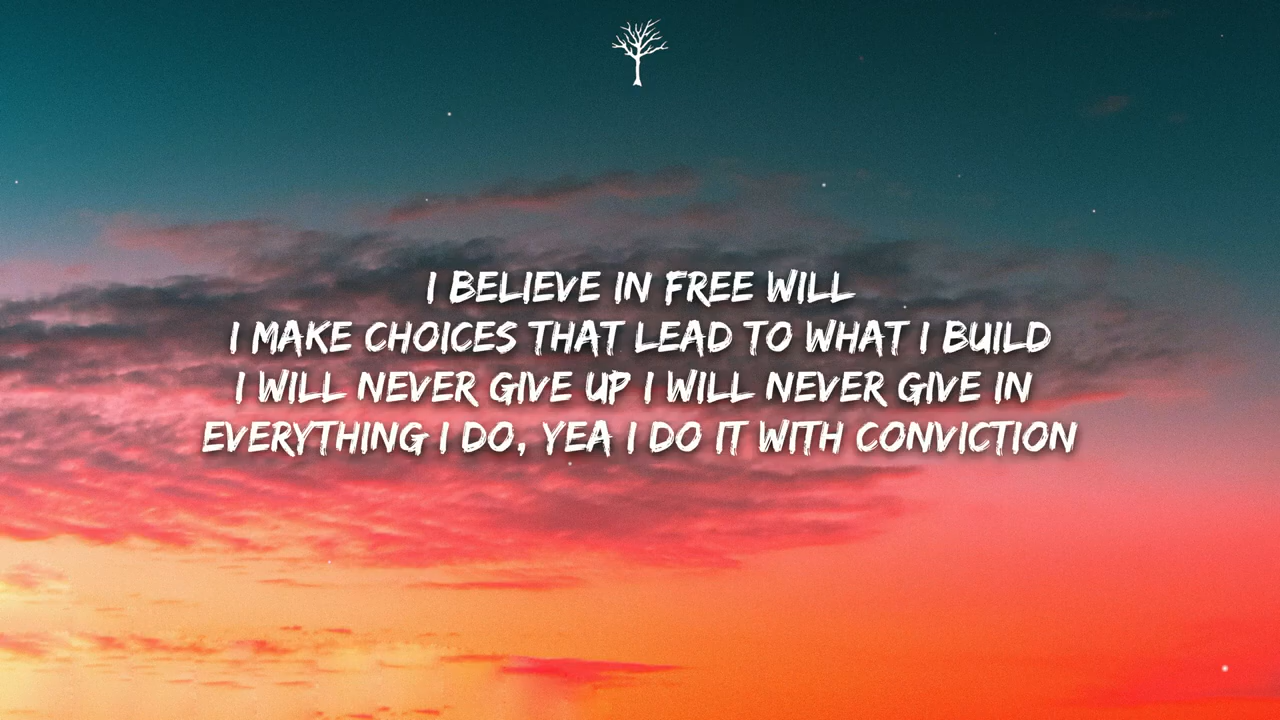 I BELIEVE IN FREE WILL
I MAKE CHOICES THAT LEAD TO WHAT I BUILD
I WILL NEVER GIVE UP I WILL NEVER GIVE IN
EVERYTHING I DO, YEA I DO IT WITH CONVICTION